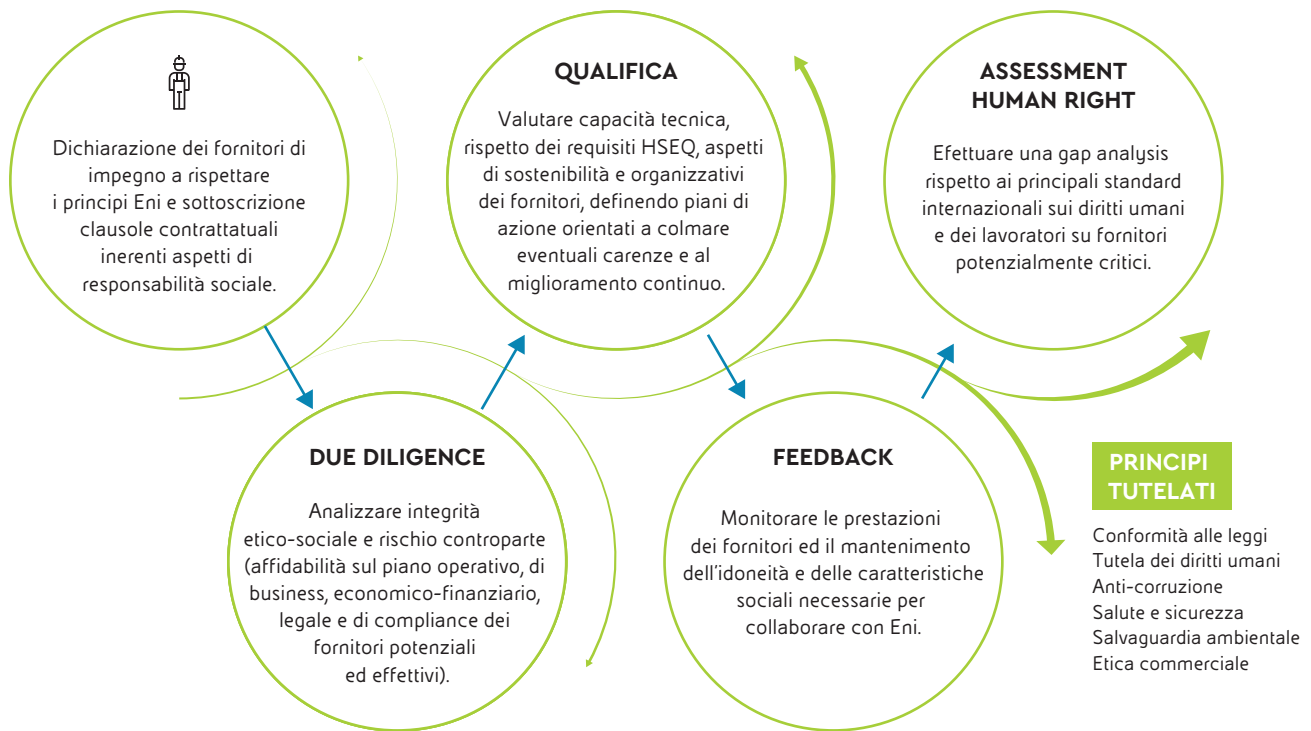 Dichiarazione dei fornitori di
impegno a rispettare
i principi Eni e sottoscrizione
clausole contrattatuali
inerenti aspetti di
responsabilità sociale.
DUE DILIGENCE
Analizzare integrità
etico-sociale e rischio controparte
(affidabilità sul piano operativo, di
business, economico-finanziario,
legale e di compliance dei
fornitori potenziali
ed effettivi).
QUALIFICA
Valutare capacità tecnica,
rispetto dei requisiti HSEQ, aspetti
di sostenibilità e organizzativi
dei fornitori, definendo piani di
azione orientati a colmare
eventuali carenze e al
miglioramento continuo.
FEEDBACK
Monitorare le prestazioni
dei fornitori ed il mantenimento
dell'idoneità e delle caratteristiche
sociali necessarie per
collaborare con Eni.
ASSESSMENT
HUMAN RIGHT
Efettuare una gap analysis
rispetto ai principali standard
internazionali sui diritti umani
e dei lavoratori su fornitori
potenzialmente critici.
PRINCIPI
TUTELATI
Conformità alle leggi
Tutela dei diritti umani
Anti-corruzione
Salute e sicurezza
Salvaguardia ambientale
Etica commerciale